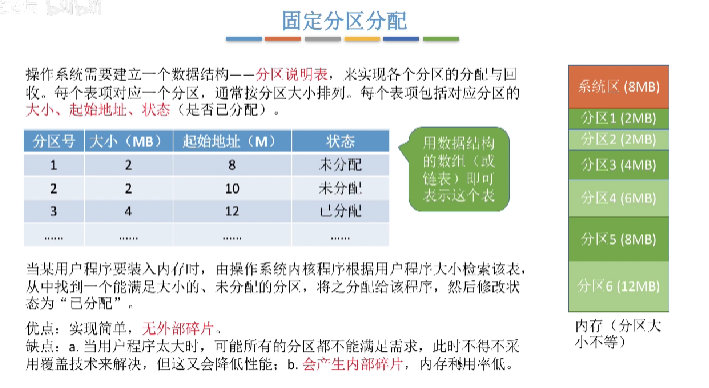 固定分区分配
操作系统需要建立一个数据结构——分区说明表，来实现各个分区的分配与回
收。每个表项对应一个分区，通常按分区大小排列。每个表项包括对应分区的
大小、起始地址、状态（是否已分配）。
分区号 大小（MB） 起始地址（M） 状态
1 2 8 未分配
2 2 10 未分配
3 4 12 已分配
…… …… …… ……
用数据结构
的数组（或
链表）即可
表示这个表
当某用户程序要装入内存时，由操作系统内核程序根据用户程序大小检索该表，
从中找到一个能满足大小的、未分配的分区，将之分配给该程序，然后修改状
态为“已分配”。
优点：实现简单，无外部碎片。
缺点：a. 当用户程序太大时，可能所有的分区都不能满足需求，此时不得不采
用覆盖技术来解决，但这又会降低性能；b. 会产生内部碎片，内存利用率低。
系统区 (8MB)
分区1 (2MB)
分区2 (2MB)
分区3 (4MB)
分区4 (6MB)
分区5 (8MB)
分区6 (12MB)
内存（分区大
小不等）